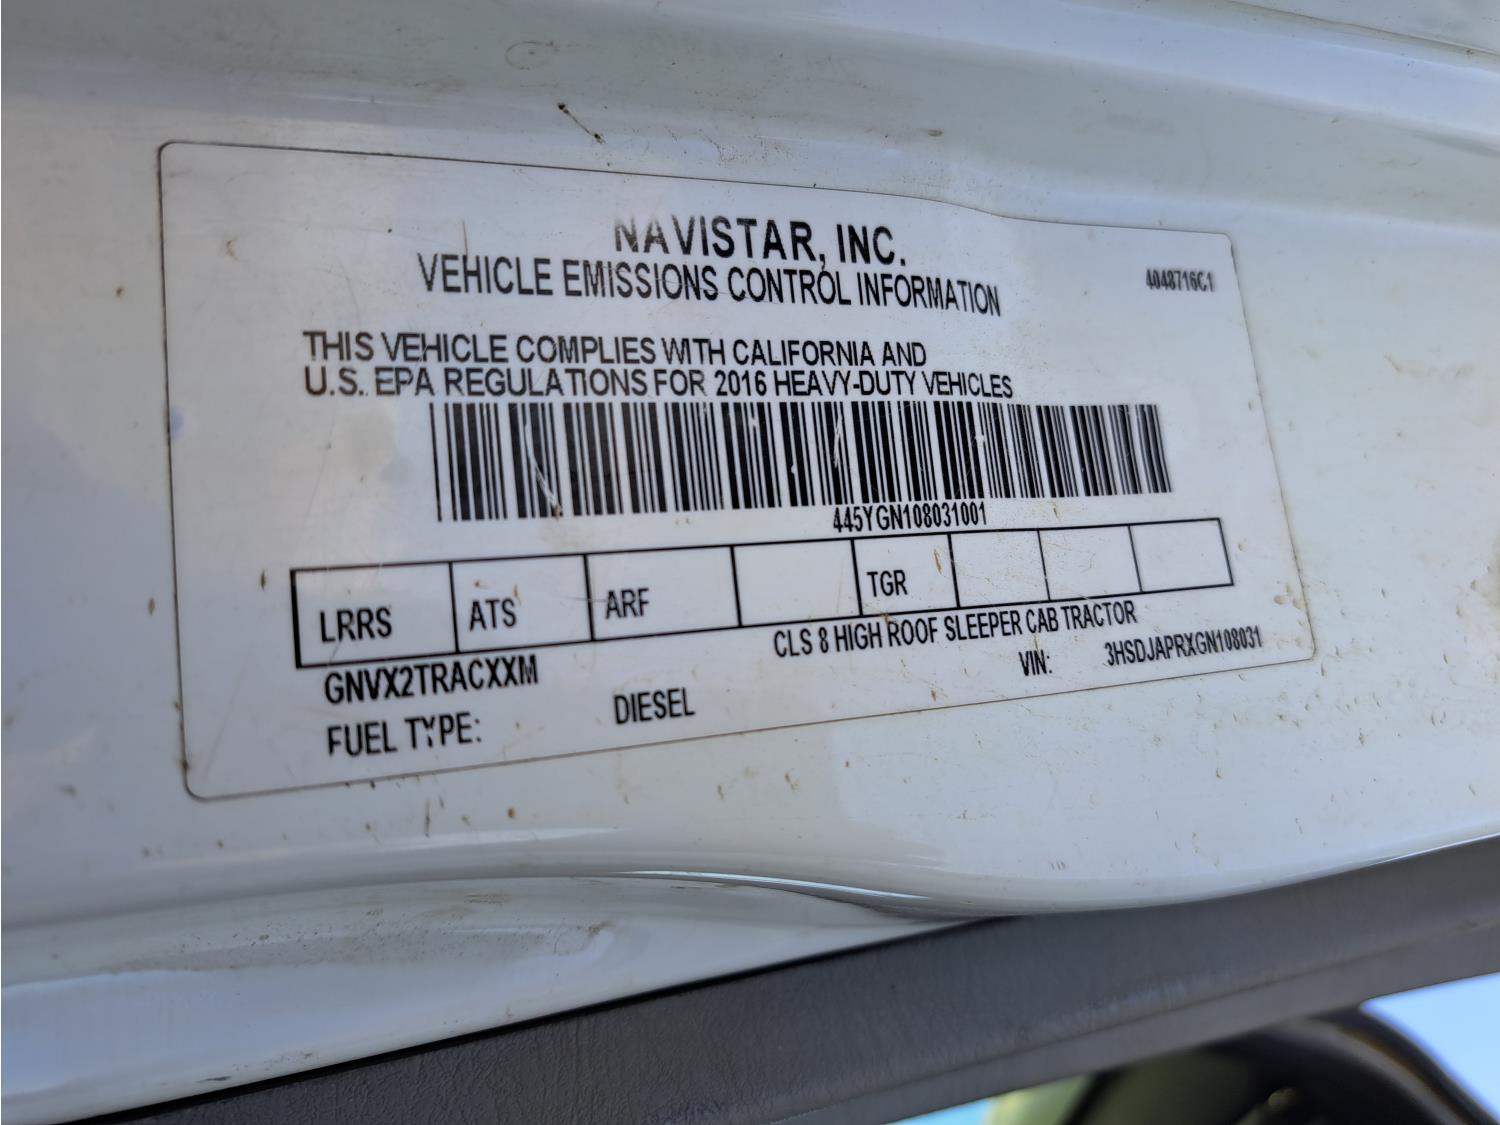 NAVISTAR, INC.
VEHICLE EMISSIONS CONTROL INFORMATION
4048716C1
THIS VEHICLE COMPLIES WITH CALIFORNIA AND
U.S. EPA REGULATIONS FOR 2016 HEAVY-DUTY VEHICLES
445YGN108031001
LRRS ATS ARF TGR
GNVX2TRACXXM CLS 8 HIGH ROOF SLEEPER CAB TRACTOR
FUEL TYPE: DIESEL VIN: 3HSDJAPRXGN108031